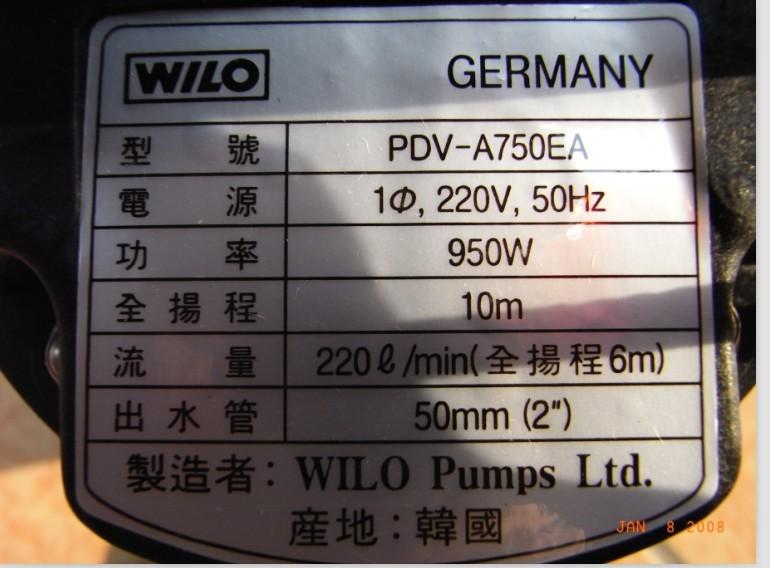 WILO GERMANY
型號 PDV-A750EA
電源 1Φ, 220V, 50Hz
功率 950W
全揚程 10m
流量 220ℓ/min(全揚程6m)
出水管 50mm (2")
製造者: WILO Pumps Ltd.
産地:韓國
JAN 8 2008